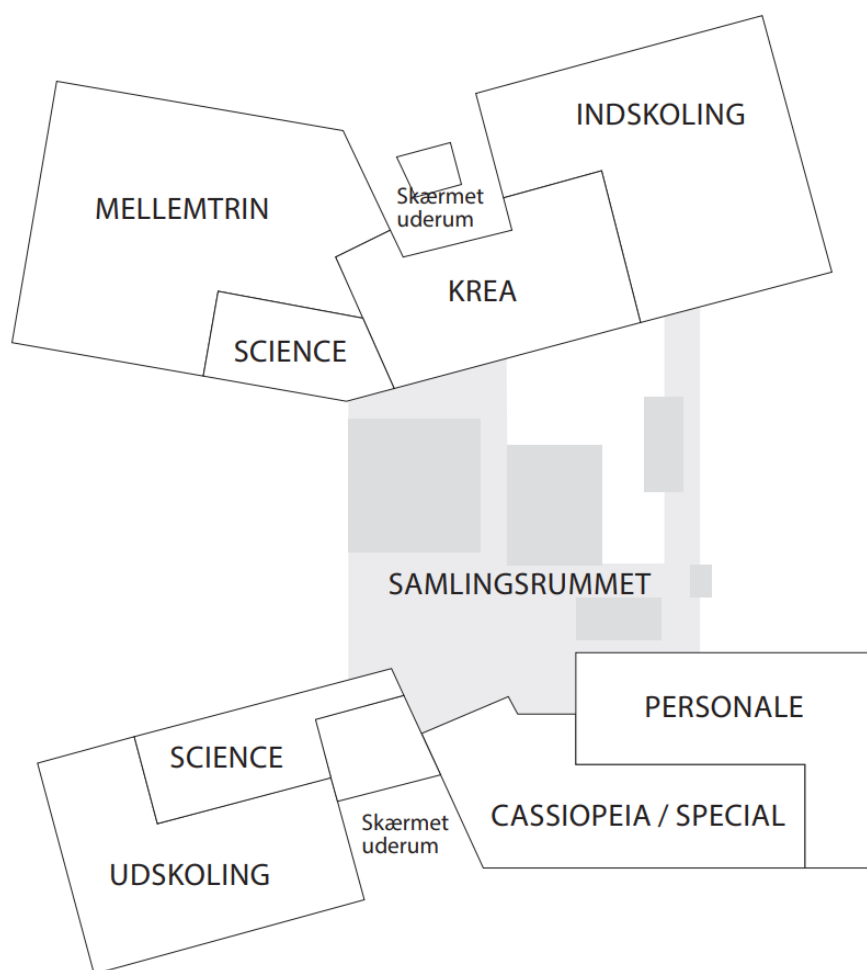 INDSKOLING
MELLEMTRIN
Skærmet
uderum
KREA
SCIENCE
SAMLINGSRUMMET
PERSONALE
SCIENCE
CASSIOPEIA / SPECIAL
Skærmet
uderum
UDSKOLING